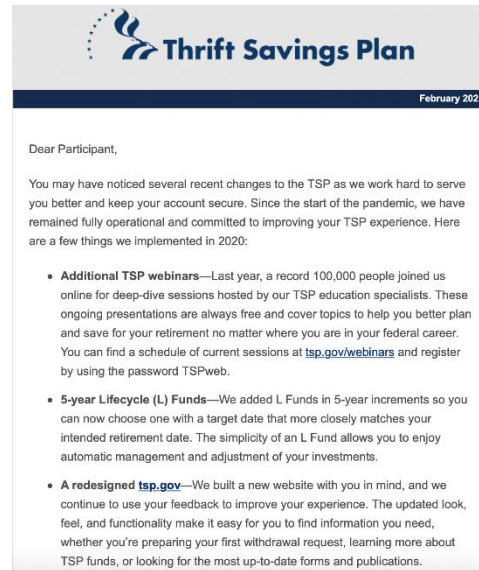 Thrift Savings Plan
February 202
Dear Participant,
You may have noticed several recent changes to the TSP as we work hard to serve
you better and keep your account secure. Since the start of the pandemic, we have
remained fully operational and committed to improving your TSP experience. Here
are a few things we implemented in 2020:
• Additional TSP webinars—Last year, a record 100,000 people joined us
online for deep-dive sessions hosted by our TSP education specialists. These
ongoing presentations are always free and cover topics to help you better plan
and save for your retirement no matter where you are in your federal career.
You can find a schedule of current sessions at tsp.gov/webinars and register
by using the password TSPweb.
• 5-year Lifecycle (L) Funds—We added L Funds in 5-year increments so you
can now choose one with a target date that more closely matches your
intended retirement date. The simplicity of an L Fund allows you to enjoy
automatic management and adjustment of your investments.
• A redesigned tsp.gov—We built a new website with you in mind, and we
continue to use your feedback to improve your experience. The updated look,
feel, and functionality make it easy for you to find information you need,
whether you're preparing your first withdrawal request, learning more about
TSP funds, or looking for the most up-to-date forms and publications.